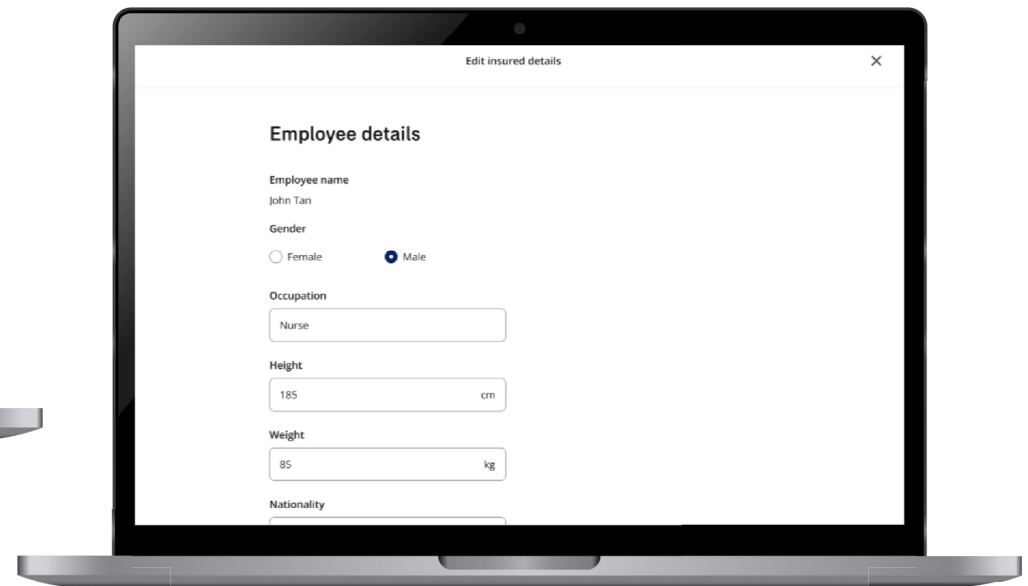 Edit insured details
Employee details
Employee name
John Tan
Gender
Female Male
Occupation
Nurse
Height
185 cm
Weight
85 kg
Nationality